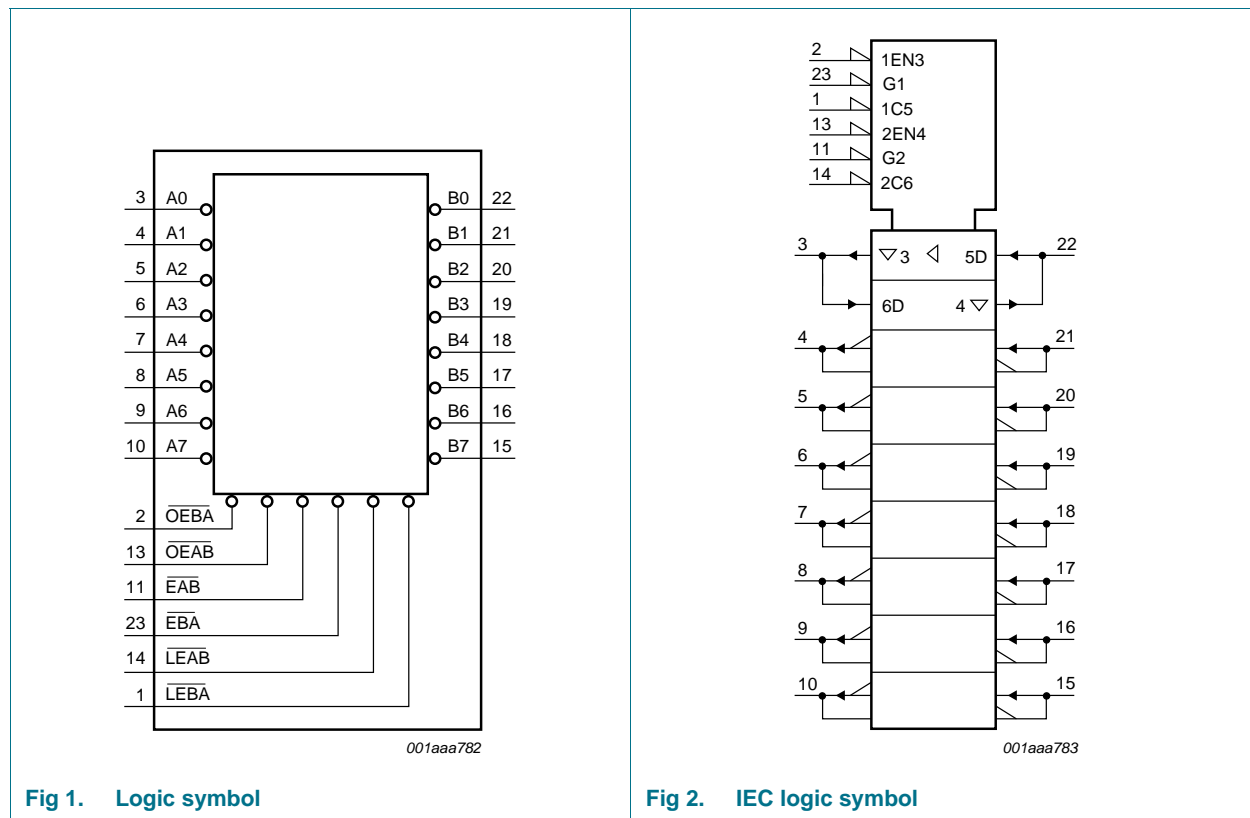 3 A0 B0 22
4 A1 B1 21
5 A2 B2 20
6 A3 B3 19
7 A4 B4 18
8 A5 B5 17
9 A6 B6 16
10 A7 B7 15
2 OEBA
13 OEAB
11 EAB
23 EBA
14 LEAB
1 LEBA
001aaa782
Fig 1. Logic symbol
2 1EN3
23 G1
1 1C5
13 2EN4
11 G2
14 2C6
3 ▽3 ◁ 5D 22
6D 4▽
4 21
5 20
6 19
7 18
8 17
9 16
10 15
001aaa783
Fig 2. IEC logic symbol